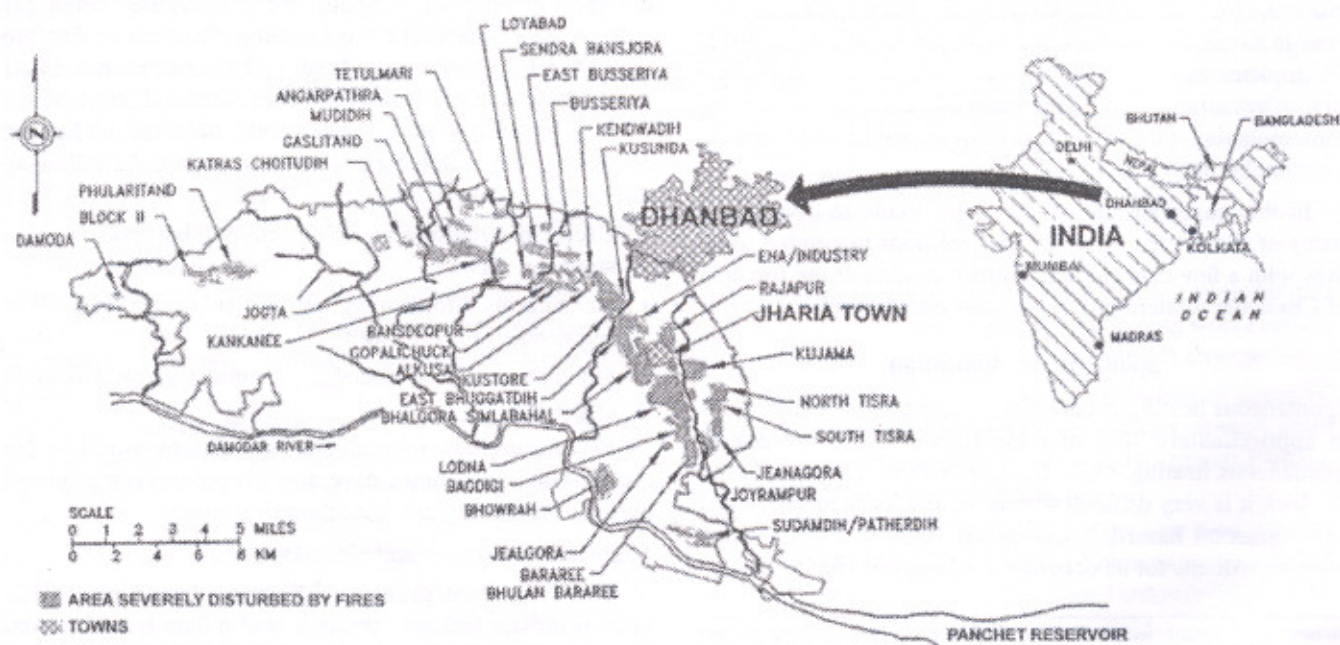 LOYABAD
SENDRA BANSJORA
TETULMARI
EAST BUSSERIYA
ANGARPATHRA
BUSSERIYA
MUDIDIH
KENDWADIH
GASLITAND
KUSUNDA
KATRAS CHOITUDIH
PHULARITAND
BLOCK II
DAMODA
N
DHANBAD
ENA/INDUSTRY
RAJAPUR
JHARIA TOWN
KUJAMA
NORTH TISRA
SOUTH TISRA
JEANAGORA
JOYRAMPUR
SUDAMDIH/PATHERDIH
JOGTA
KANKANEE
BANSDEOPUR
GOPALICHUCK
ALKUSA
KUSTORE
EAST BHUGGATDIH
BHALGORA SIMLABAHAL
LODNA
BAGDIGI
BHOWRAH
JEALGORA
BARAREE
BHULAN BARAREE
DAMODAR RIVER
SCALE
0 1 2 3 4 5 MILES
0 2 4 6 8 KM
AREA SEVERELY DISTURBED BY FIRES
TOWNS
PANCHET RESERVOIR
BHUTAN
BANGLADESH
DELHI
NEPAL
DHANBAD
INDIA
KOLKATA
MUMBAI
INDIAN
OCEAN
MADRAS